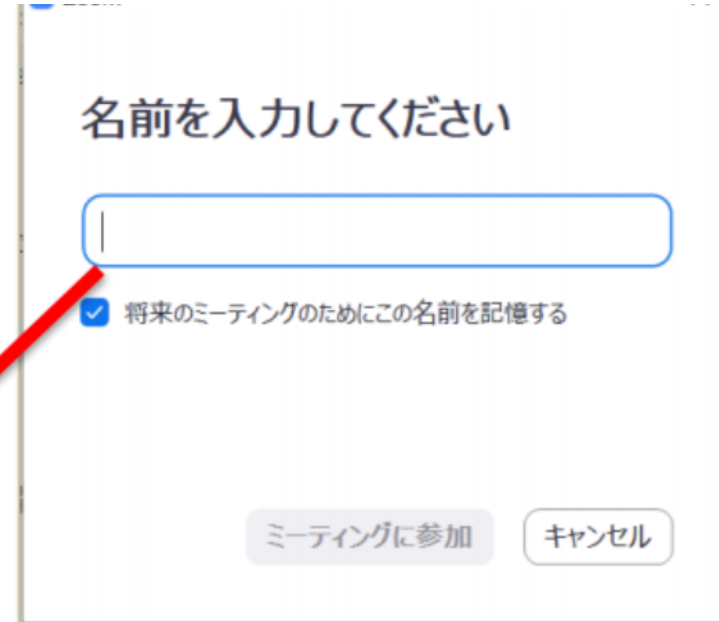 名前を入力してください
将来のミーティングのためにこの名前を記憶する
ミーティングに参加
キャンセル